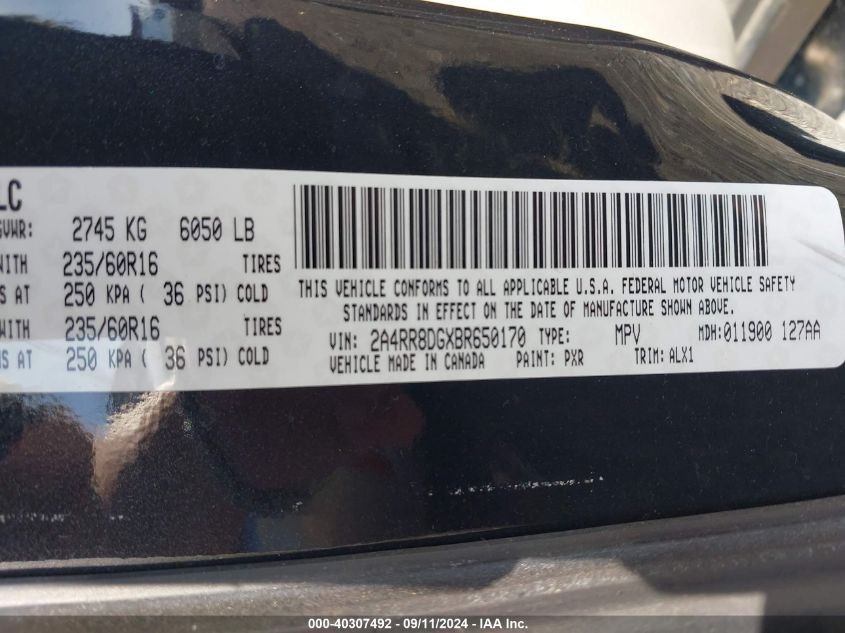 LC
GVWR: 2745 KG 6050 LB
WITH 235/60R16 TIRES
AT 250 KPA ( 36 PSI) COLD
WITH 235/60R16 TIRES
AT 250 KPA ( 36 PSI) COLD
THIS VEHICLE CONFORMS TO ALL APPLICABLE U.S.A. FEDERAL MOTOR VEHICLE SAFETY
STANDARDS IN EFFECT ON THE DATE OF MANUFACTURE SHOWN ABOVE.
VIN: 2A4RR8DGXBR650170 TYPE: MPV MDH:011900 127AA
VEHICLE MADE IN CANADA PAINT: PXR TRIM: ALX1
000-40307492 - 09/11/2024 - IAA Inc.